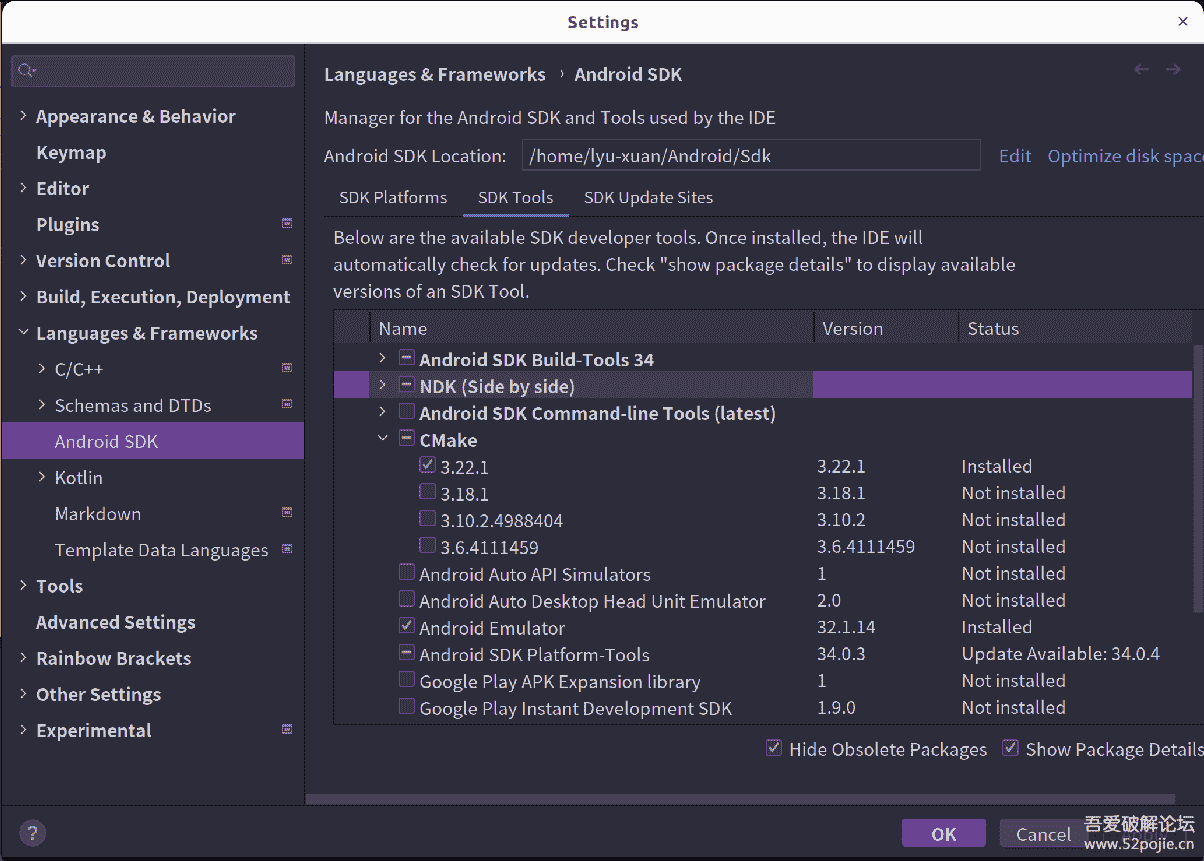 Settings
Languages & Frameworks › Android SDK
Appearance & Behavior
Keymap
Editor
Plugins
Version Control
Build, Execution, Deployment
Languages & Frameworks
C/C++
Schemas and DTDs
Android SDK
Kotlin
Markdown
Template Data Languages
Tools
Advanced Settings
Rainbow Brackets
Other Settings
Experimental
Manager for the Android SDK and Tools used by the IDE
Android SDK Location: /home/lyu-xuan/Android/Sdk Edit Optimize disk spac
SDK Platforms SDK Tools SDK Update Sites
Below are the available SDK developer tools. Once installed, the IDE will
automatically check for updates. Check "show package details" to display available
versions of an SDK Tool.
Name Version Status
Android SDK Build-Tools 34
NDK (Side by side)
Android SDK Command-line Tools (latest)
CMake
3.22.1 3.22.1 Installed
3.18.1 3.18.1 Not installed
3.10.2.4988404 3.10.2 Not installed
3.6.4111459 3.6.4111459 Not installed
Android Auto API Simulators 1 Not installed
Android Auto Desktop Head Unit Emulator 2.0 Not installed
Android Emulator 32.1.14 Installed
Android SDK Platform-Tools 34.0.3 Update Available: 34.0.4
Google Play APK Expansion library 1 Not installed
Google Play Instant Development SDK 1.9.0 Not installed
Hide Obsolete Packages Show Package Details
? OK Cancel
吾爱破解论坛
www.52pojie.cn